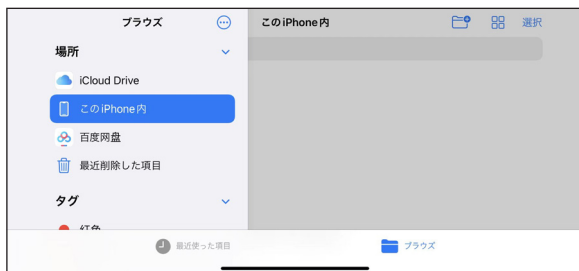 ブラウズ
このiPhone内
選択
場所
iCloud Drive
このiPhone内
百度网盘
最近削除した項目
タグ
红色
最近使った項目
ブラウズ